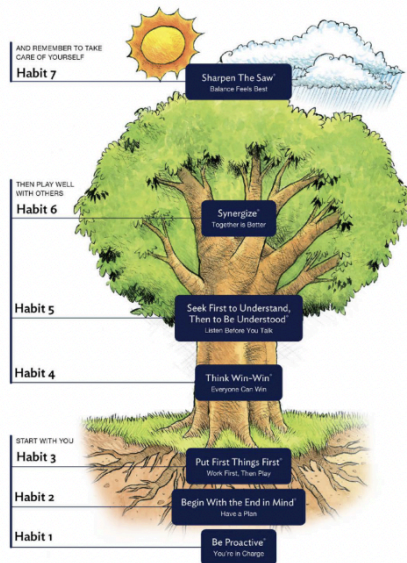 AND REMEMBER TO TAKE
CARE OF YOURSELF
Habit 7
Sharpen The Saw®
Balance Feels Best
THEN PLAY WELL
WITH OTHERS
Habit 6
Synergize®
Together is Better
Habit 5
Seek First to Understand,
Then to Be Understood®
Listen Before You Talk
Habit 4
Think Win-Win®
Everyone Can Win
START WITH YOU
Habit 3
Put First Things First®
Work First, Then Play
Habit 2
Begin With the End in Mind®
Have a Plan
Habit 1
Be Proactive®
You're in Charge